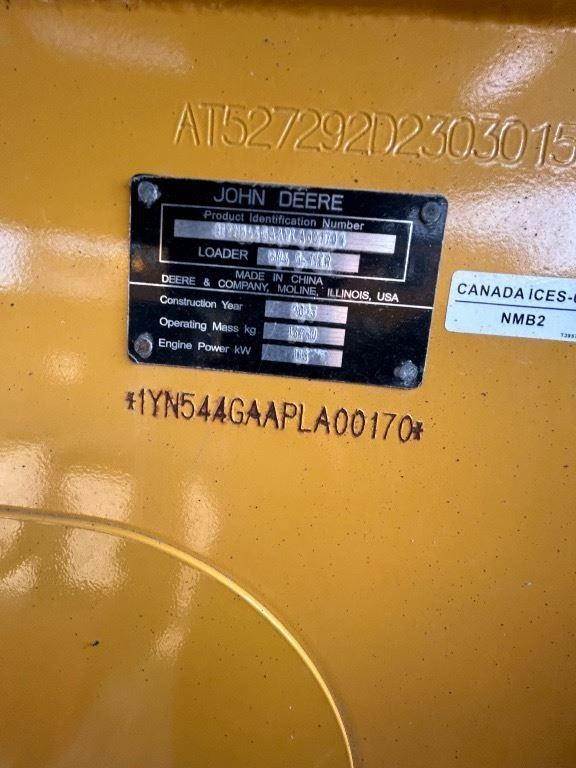 AT527292D2303015
JOHN DEERE
Product Identification Number
LOADER
MADE IN CHINA
DEERE & COMPANY, MOLINE, ILLINOIS, USA
Construction Year 2023
Operating Mass kg
Engine Power kW
CANADA ICES-
NMB2
*1YN544GAAPLA00170*